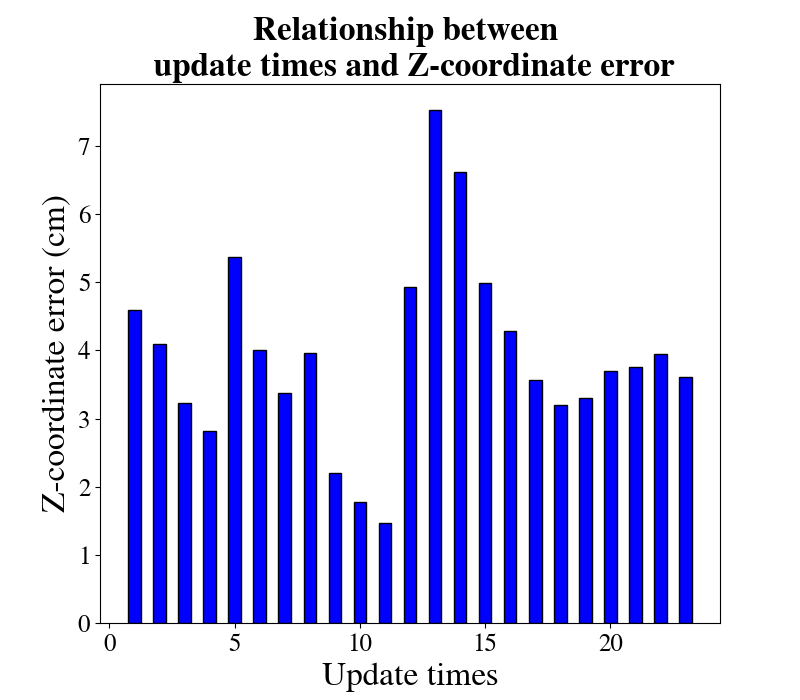 Relationship between
update times and Z-coordinate error
Z-coordinate error (cm)
7
6
5
4
3
2
1
0
0 5 10 15 20
Update times